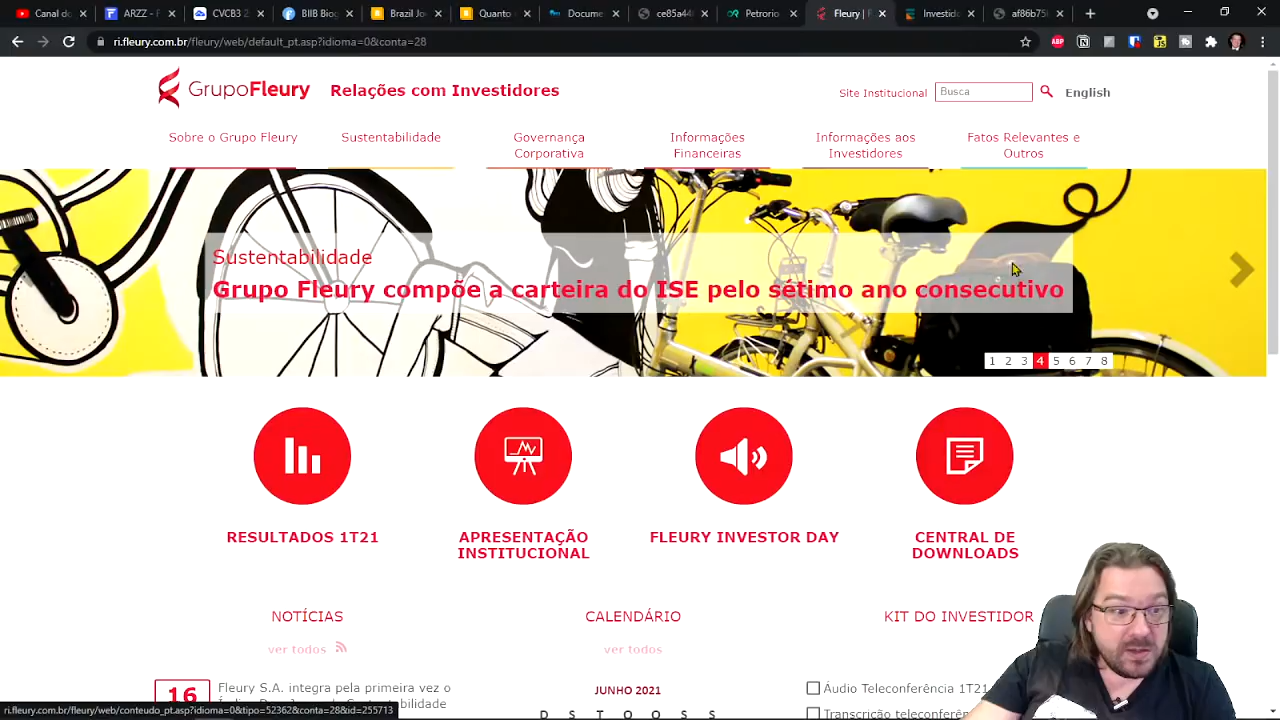 Canal d
ARZZ - F
CVCB3 -
BIIB Biog
Brazil Jo
Investido
Docume
ce85a44
Petrorio
Fleury | R
Investido
af86b75
ri.fleury.com.br/fleury/web/default_pt.asp?idioma=0&conta=28
ABP
GrupoFleury
Relações com Investidores
Site Institucional
Busca
English
Sobre o Grupo Fleury
Sustentabilidade
Governança
Corporativa
Informações
Financeiras
Informações aos
Investidores
Fatos Relevantes e
Outros
Sustentabilidade
Grupo Fleury compõe a carteira do ISE pelo sétimo ano consecutivo
1 2 3 4 5 6 7 8
RESULTADOS 1T21
APRESENTAÇÃO
INSTITUCIONAL
FLEURY INVESTOR DAY
CENTRAL DE
DOWNLOADS
NOTÍCIAS
CALENDÁRIO
KIT DO INVESTIDOR
ver todos
ver todos
16
Fleury S.A. integra pela primeira vez o
JUNHO 2021
Áudio Teleconferência 1T21
D S T Q Q S S
ri.fleury.com.br/fleury/web/conteudo_pt.asp?idioma=0&tipo=52362&conta=28&id=255713